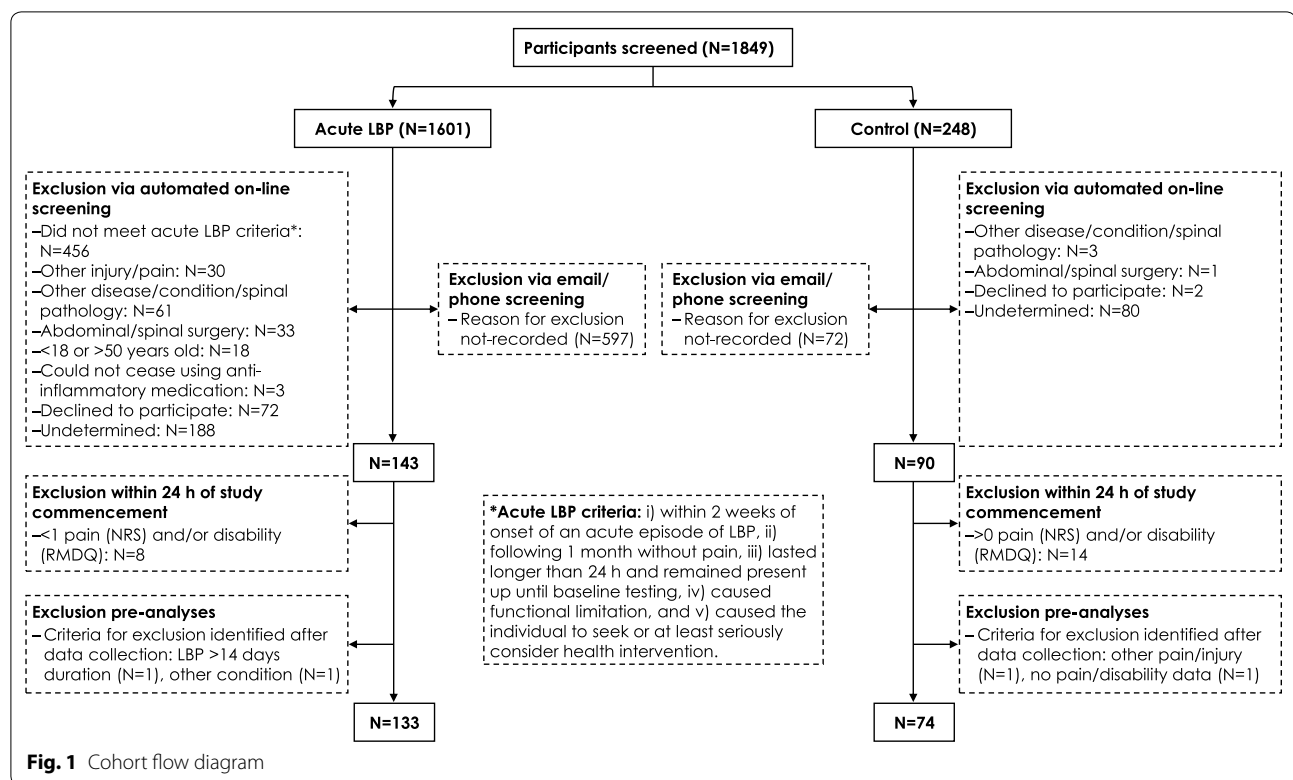 Participants screened (N=1849)
Acute LBP (N=1601)
Control (N=248)
Exclusion via automated on-line
screening
–Did not meet acute LBP criteria*:
N=456
–Other injury/pain: N=30
–Other disease/condition/spinal
pathology: N=61
–Abdominal/spinal surgery: N=33
–<18 or >50 years old: N=18
–Could not cease using anti-
inflammatory medication: N=3
–Declined to participate: N=72
–Undetermined: N=188
Exclusion via email/
phone screening
– Reason for exclusion
not-recorded (N=597)
Exclusion via email/
phone screening
– Reason for exclusion
not-recorded (N=72)
Exclusion via automated on-line
screening
–Other disease/condition/spinal
pathology: N=3
–Abdominal/spinal surgery: N=1
–Declined to participate: N=2
–Undetermined: N=80
N=143
N=90
Exclusion within 24 h of study
commencement
– <1 pain (NRS) and/or disability
(RMDQ): N=8
*Acute LBP criteria: i) within 2 weeks of
onset of an acute episode of LBP, ii)
following 1 month without pain, iii) lasted
longer than 24 h and remained present
up until baseline testing, iv) caused
functional limitation, and v) caused the
individual to seek or at least seriously
consider health intervention.
Exclusion within 24 h of study
commencement
– >0 pain (NRS) and/or disability
(RMDQ): N=14
Exclusion pre-analyses
– Criteria for exclusion identified after
data collection: LBP >14 days
duration (N=1), other condition (N=1)
Exclusion pre-analyses
– Criteria for exclusion identified after
data collection: other pain/injury
(N=1), no pain/disability data (N=1)
N=133
N=74
Fig. 1 Cohort flow diagram